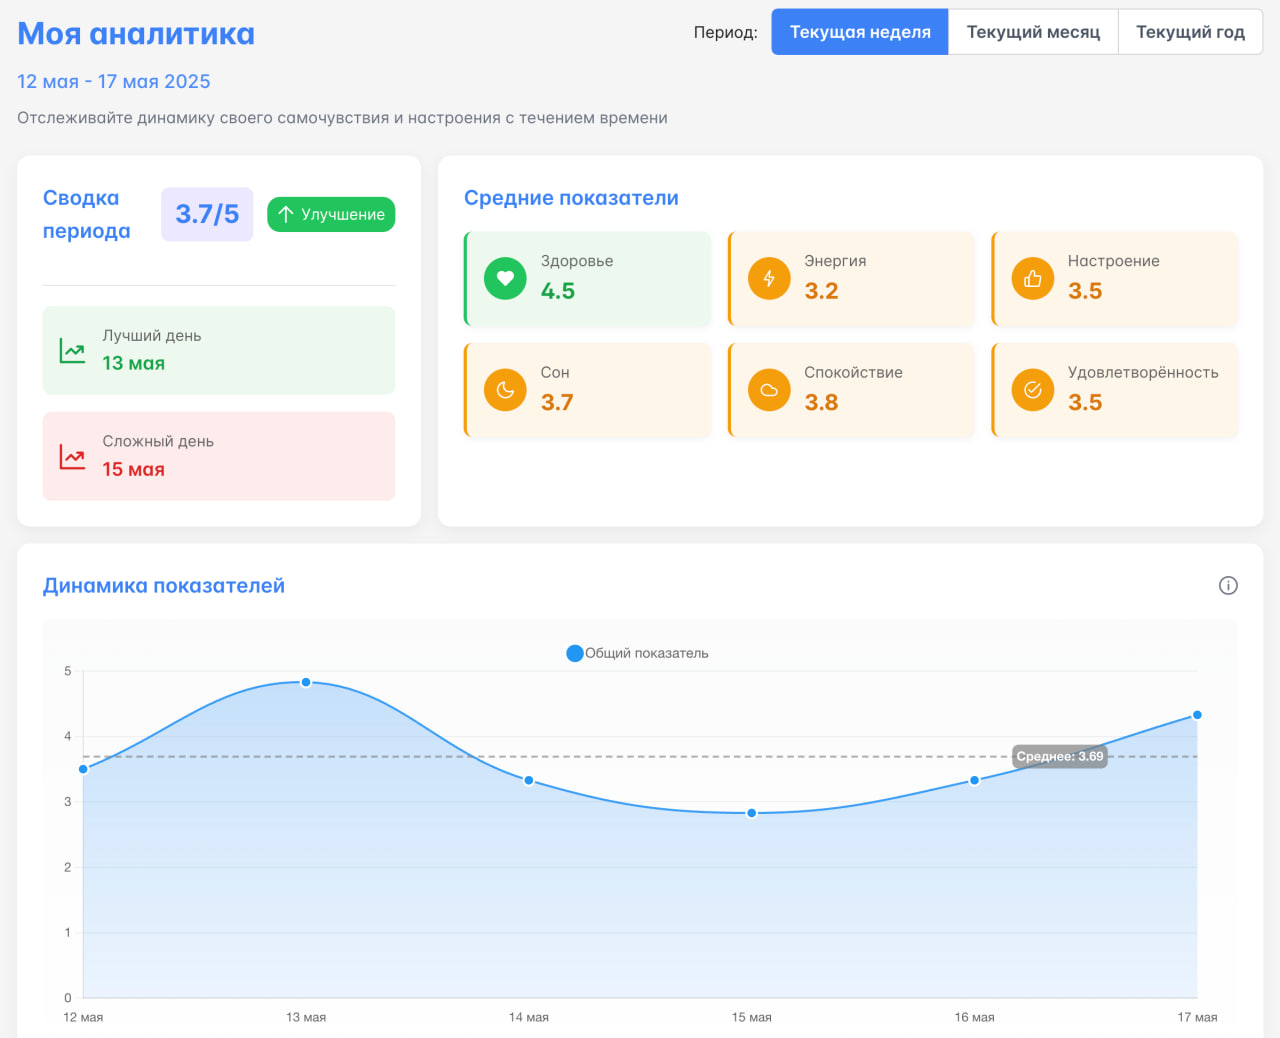 Моя аналитика
Период:
Текущая неделя
Текущий месяц
Текущий год
12 мая - 17 мая 2025
Отслеживайте динамику своего самочувствия и настроения с течением времени
Сводка
периода
3.7/5
Улучшение
Лучший день
13 мая
Сложный день
15 мая
Средние показатели
Здоровье
4.5
Энергия
3.2
Настроение
3.5
Сон
3.7
Спокойствие
3.8
Удовлетворённость
3.5
Динамика показателей
Общий показатель
5
4
3
2
1
0
Среднее: 3.69
12 мая
13 мая
14 мая
15 мая
16 мая
17 мая